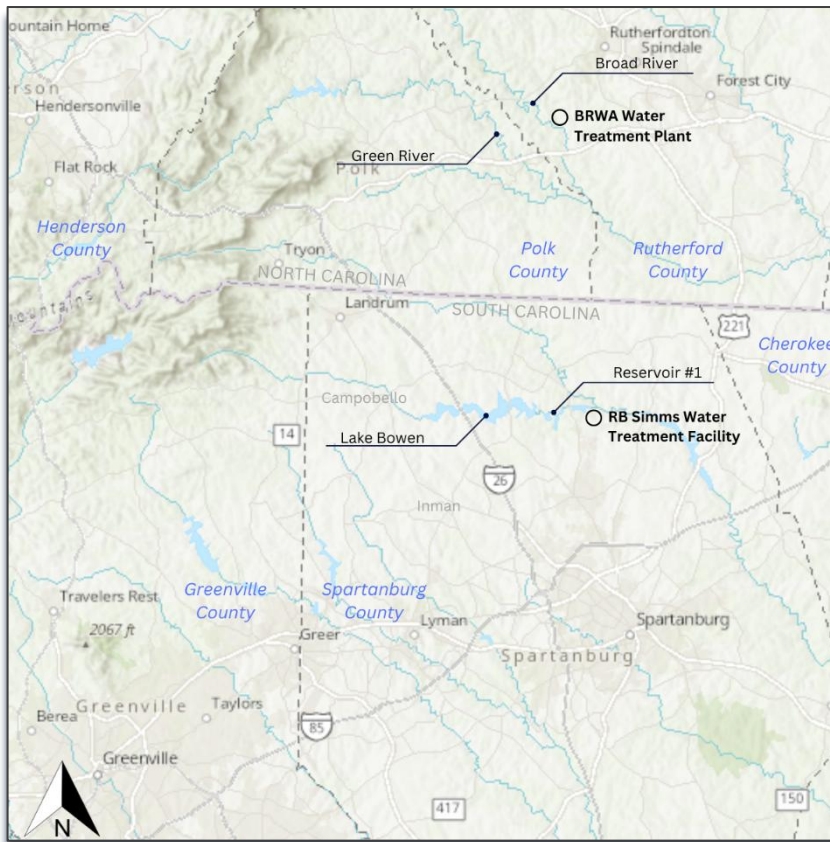 ountain Home
Rutherfordton
Spindale
Broad River
erson
Forest City
Hendersonville
BRWA Water
Treatment Plant
Green River
Flat Rock
Polk
Henderson
County
Polk
County
Rutherford
County
Tryon
NORTH CAROLINA
Mountains
Landrum
SOUTH CAROLINA
221
Cherokee
County
Reservoir #1
Campobello
RB Simms Water
Treatment Facility
14
Lake Bowen
26
Inman
Greenville
County
Spartanburg
County
Travelers Rest
Lyman
Spartanburg
2067 ft
Greer
Spartanburg
Greenville
Taylors
Berea
85
Greenville
417
150
N